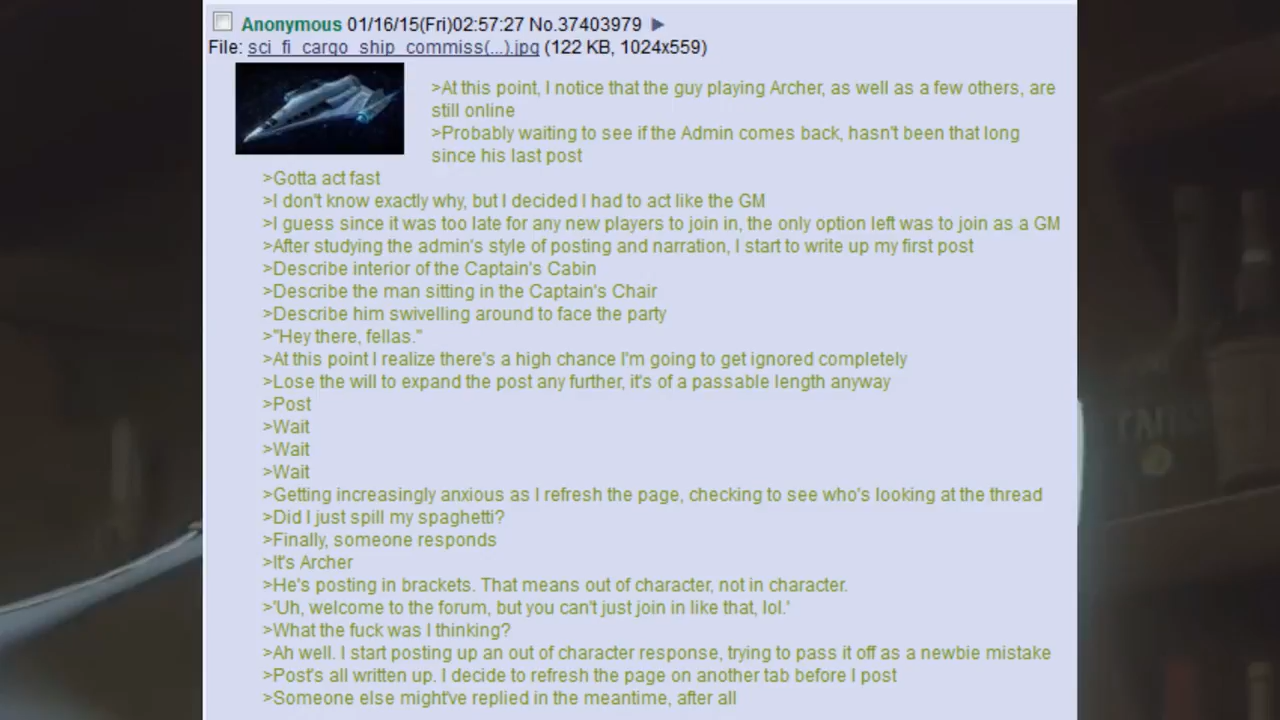 Anonymous 01/16/15(Fri)02:57:27 No.37403979 ▶
File: sci_fi_cargo_ship_commiss(...).jpg (122 KB, 1024x559)
>At this point, I notice that the guy playing Archer, as well as a few others, are
still online
>Probably waiting to see if the Admin comes back, hasn't been that long
since his last post
>Gotta act fast
>I don't know exactly why, but I decided I had to act like the GM
>I guess since it was too late for any new players to join in, the only option left was to join as a GM
>After studying the admin's style of posting and narration, I start to write up my first post
>Describe interior of the Captain's Cabin
>Describe the man sitting in the Captain's Chair
>Describe him swivelling around to face the party
>"Hey there, fellas."
>At this point I realize there's a high chance I'm going to get ignored completely
>Lose the will to expand the post any further, it's of a passable length anyway
>Post
>Wait
>Wait
>Wait
>Getting increasingly anxious as I refresh the page, checking to see who's looking at the thread
>Did I just spill my spaghetti?
>Finally, someone responds
>It's Archer
>He's posting in brackets. That means out of character, not in character.
>'Uh, welcome to the forum, but you can't just join in like that, lol.'
>What the fuck was I thinking?
>Ah well. I start posting up an out of character response, trying to pass it off as a newbie mistake
>Post's all written up. I decide to refresh the page on another tab before I post
>Someone else might've replied in the meantime, after all